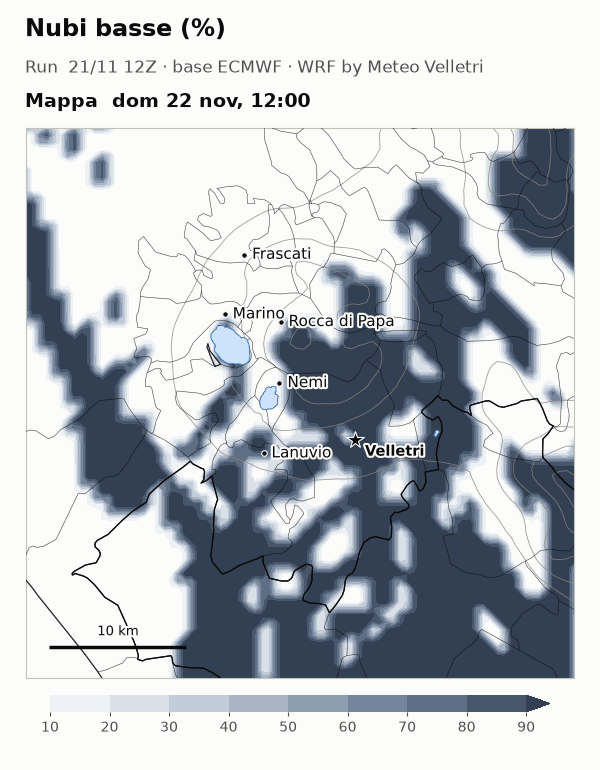 Nubi basse (%)
Run  21/11 12Z · base ECMWF · WRF by Meteo Velletri
Mappa  dom 22 nov, 12:00
Frascati
Marino
Rocca di Papa
Nemi
Velletri
Lanuvio
10 km
10 20 30 40 50 60 70 80 90